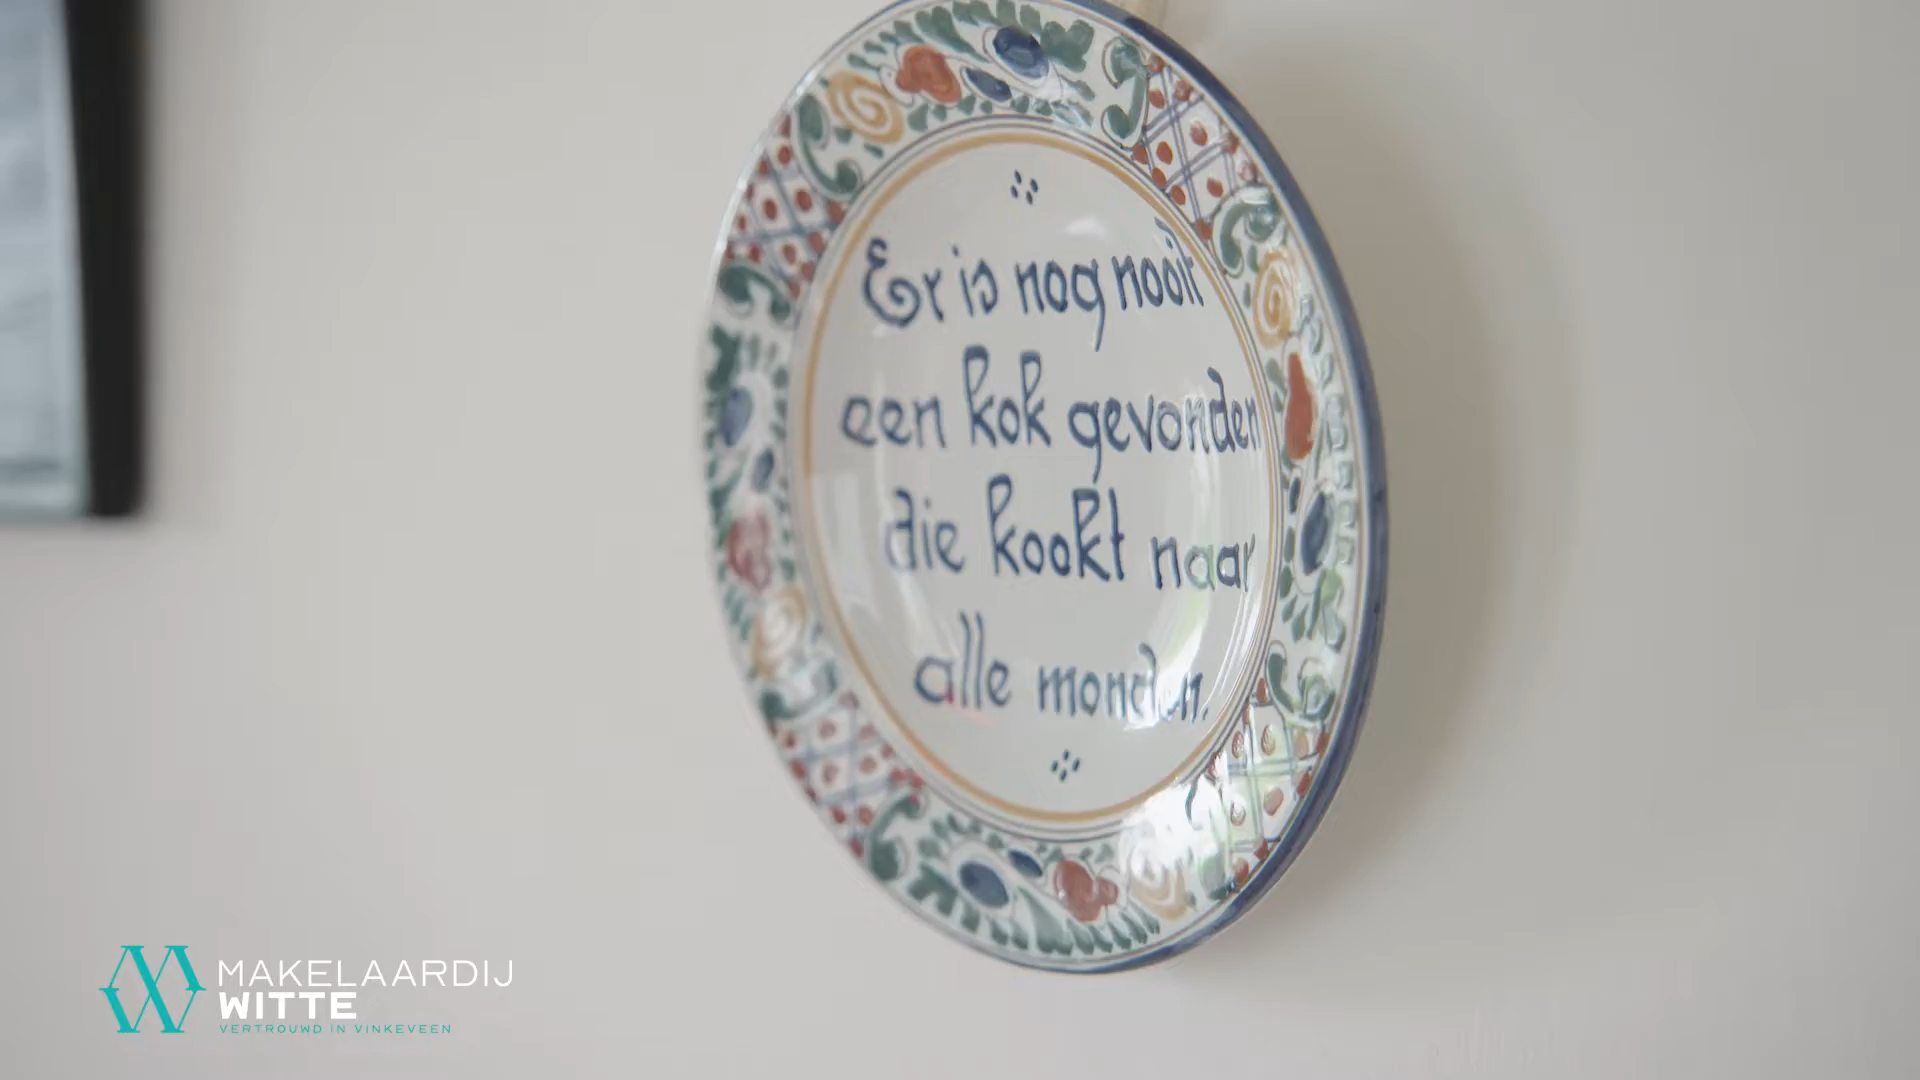 Er is nog nooit
een kok gevonden
die kookt naar
alle monden.
MAKELAARDIJ
WITTE
VERTROUWD IN VINKEVEEN